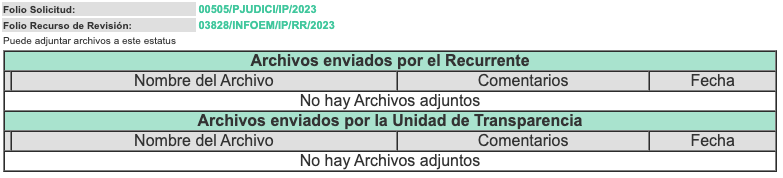 Folio Solicitud: 00505/PJUDICI/IP/2023
Folio Recurso de Revisión: 03828/INFOEM/IP/RR/2023
Puede adjuntar archivos a este estatus
Archivos enviados por el Recurrente
Nombre del Archivo Comentarios Fecha
No hay Archivos adjuntos
Archivos enviados por la Unidad de Transparencia
Nombre del Archivo Comentarios Fecha
No hay Archivos adjuntos